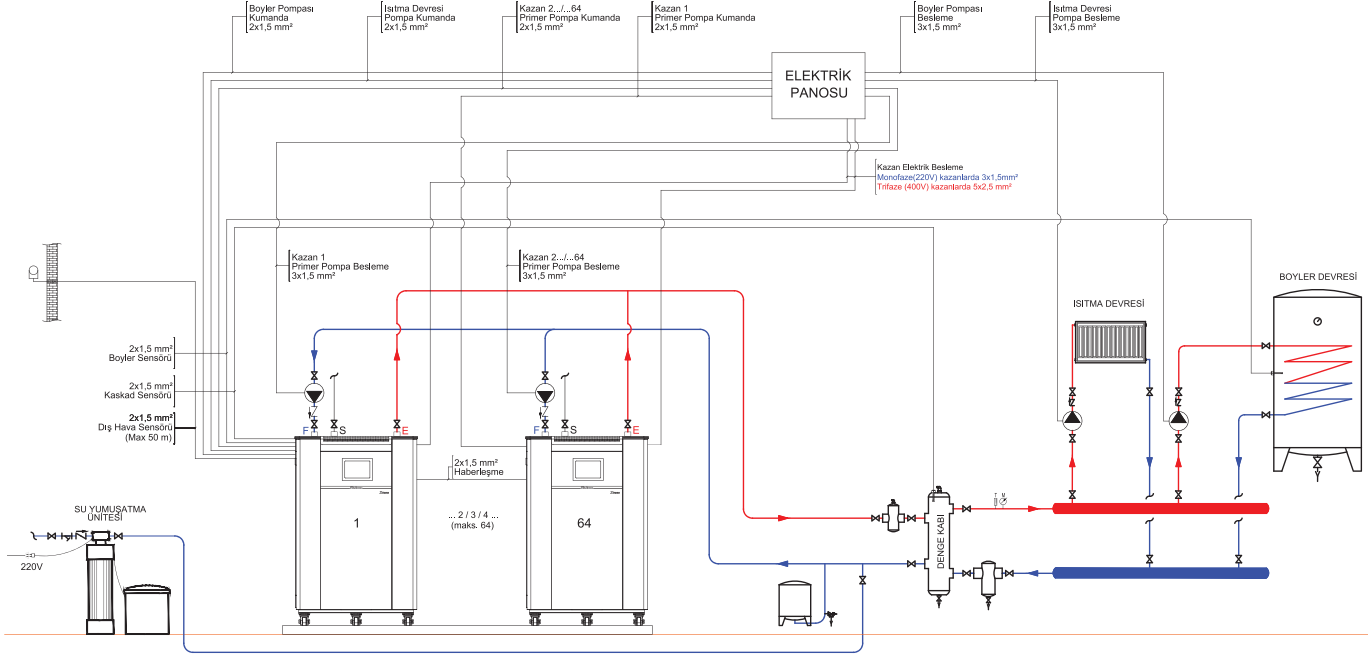 Boyler Pompası
Kumanda
2x1,5 mm²
Isıtma Devresi
Pompa Kumanda
2x1,5 mm²
Kazan 2.../...64
Primer Pompa Kumanda
2x1,5 mm²
Kazan 1
Primer Pompa Kumanda
2x1,5 mm²
Boyler Pompası
Besleme
3x1,5 mm²
Isıtma Devresi
Pompa Besleme
3x1,5 mm²
ELEKTRİK
PANOSU
Kazan Elektrik Besleme
Monofaze(220V) kazanlarda 3x1,5mm²
Trifaze (400V) kazanlarda 5x2,5 mm²
Kazan 1
Primer Pompa Besleme
3x1,5 mm²
Kazan 2.../...64
Primer Pompa Besleme
3x1,5 mm²
BOYLER DEVRESİ
ISITMA DEVRESİ
2x1,5 mm²
Boyler Sensörü
2x1,5 mm²
Kaskad Sensörü
2x1,5 mm²
Dış Hava Sensörü
(Max 50 m)
F
S
E
F
S
E
2x1,5 mm²
Haberleşme
1
... 2 / 3 / 4 ...
(maks. 64)
64
T
M
DENGE KABI
SU YUMUŞATMA
ÜNİTESİ
220V